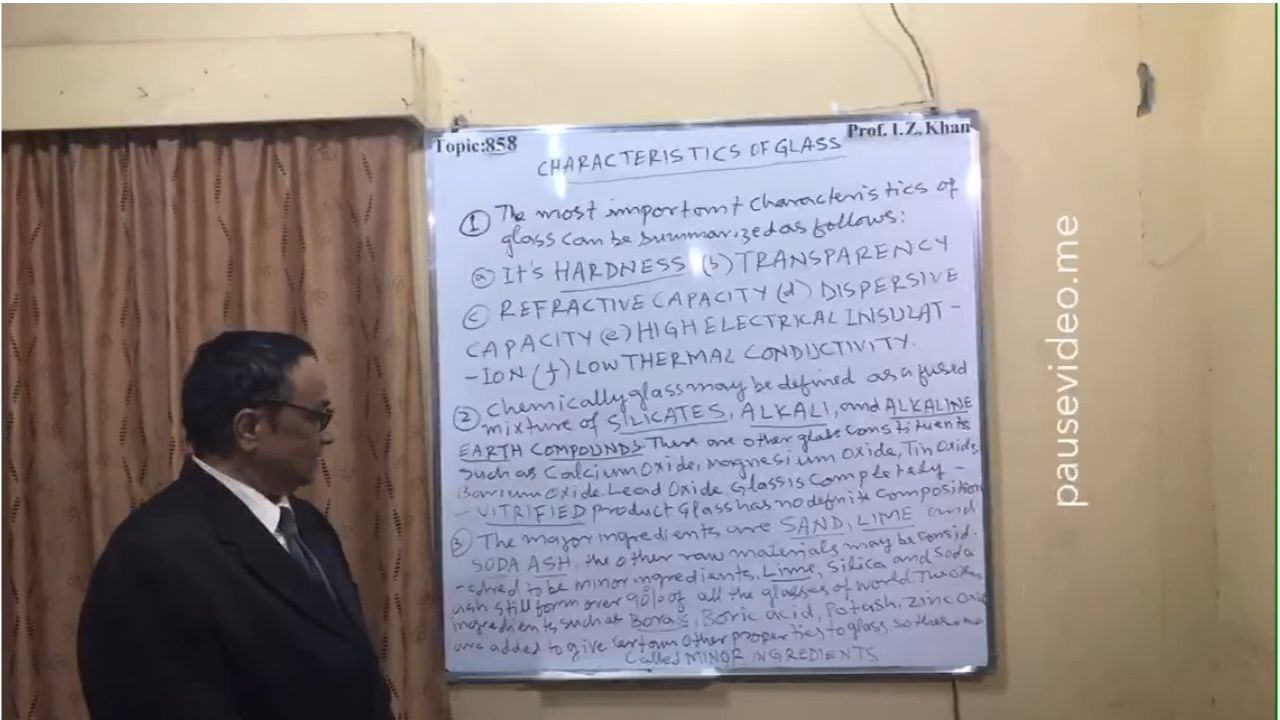 Topic:858
Prof. I.Z. Khan
CHARACTERISTICS OF GLASS
① The most important characteristics of
glass can be summarized as follows:
ⓐ It's HARDNESS (b) TRANSPARENCY
ⓒ REFRACTIVE CAPACITY (d) DISPERSIVE
CAPACITY (e) HIGH ELECTRICAL INSULAT-
-ION (f) LOW THERMAL CONDUCTIVITY.
② Chemically glass may be defined as a fused
mixture of SILICATES, ALKALI, and ALKALINE
EARTH COMPOUNDS. There are other glass constituents
such as Calcium Oxide, magnesium Oxide, Tin Oxide,
Barium Oxide. Lead Oxide. Glass is completely -
- VITRIFIED product Glass has no definite composition
③ The major ingredients are SAND, LIME and
SODA ASH, the other raw materials may be consid-
-ered to be minor ingredients. Lime, Silica and Soda
ash still form over 90% of all the glasses of world. The
ingredients such as Borax, Boric acid, Potash, Zinc
are added to give certain other properties to glass so these are
called MINOR INGREDIENTS.
pausevideo.me